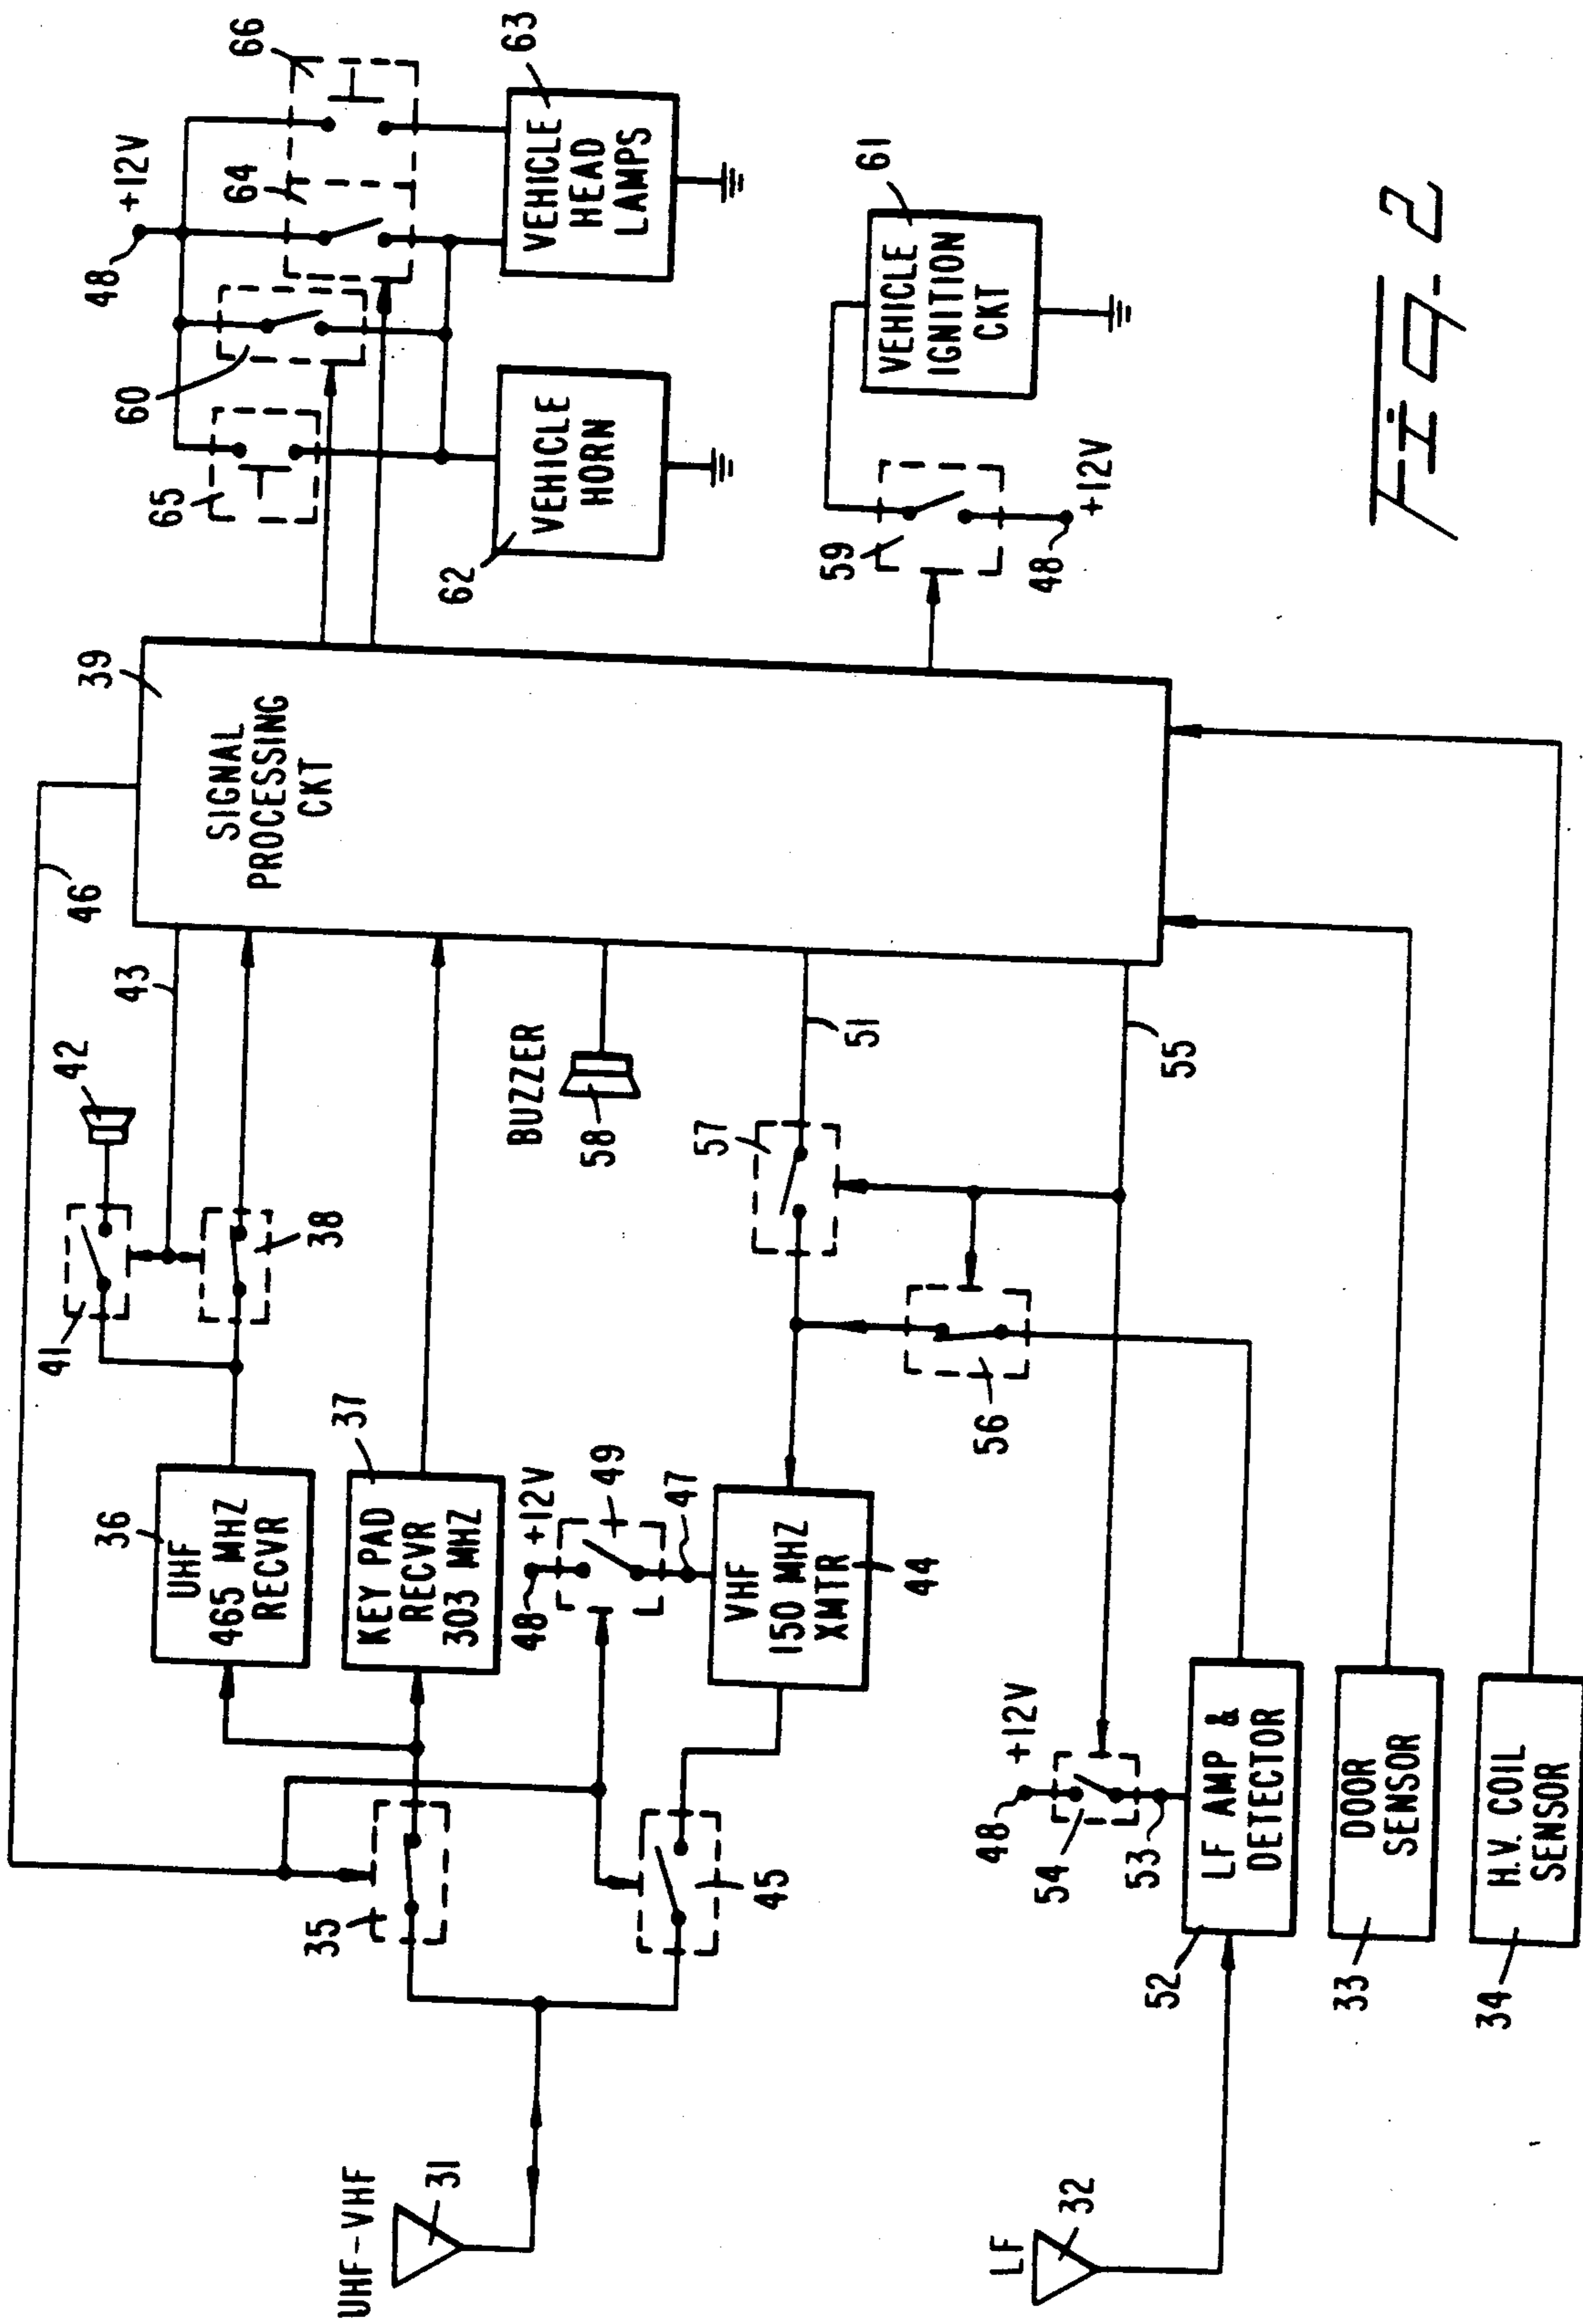 UHF-VHF
31
LF
32
35
45
36
UHF
465 MHZ
RECVR
37
KEY PAD
RECVR
303 MHZ
48
+12V
49
47
VHF
150 MHZ
XMTR
44
48
+12V
54
53
52
LF AMP &
DETECTOR
33
DOOR
SENSOR
34
H.V. COIL
SENSOR
41
42
38
43
46
BUZZER
58
57
51
56
55
39
SIGNAL
PROCESSING
CKT
65
60
48
+12V
64
66
62
VEHICLE
HORN
63
VEHICLE
HEAD
LAMPS
59
48
+12V
61
VEHICLE
IGNITION
CKT
FIG. 2